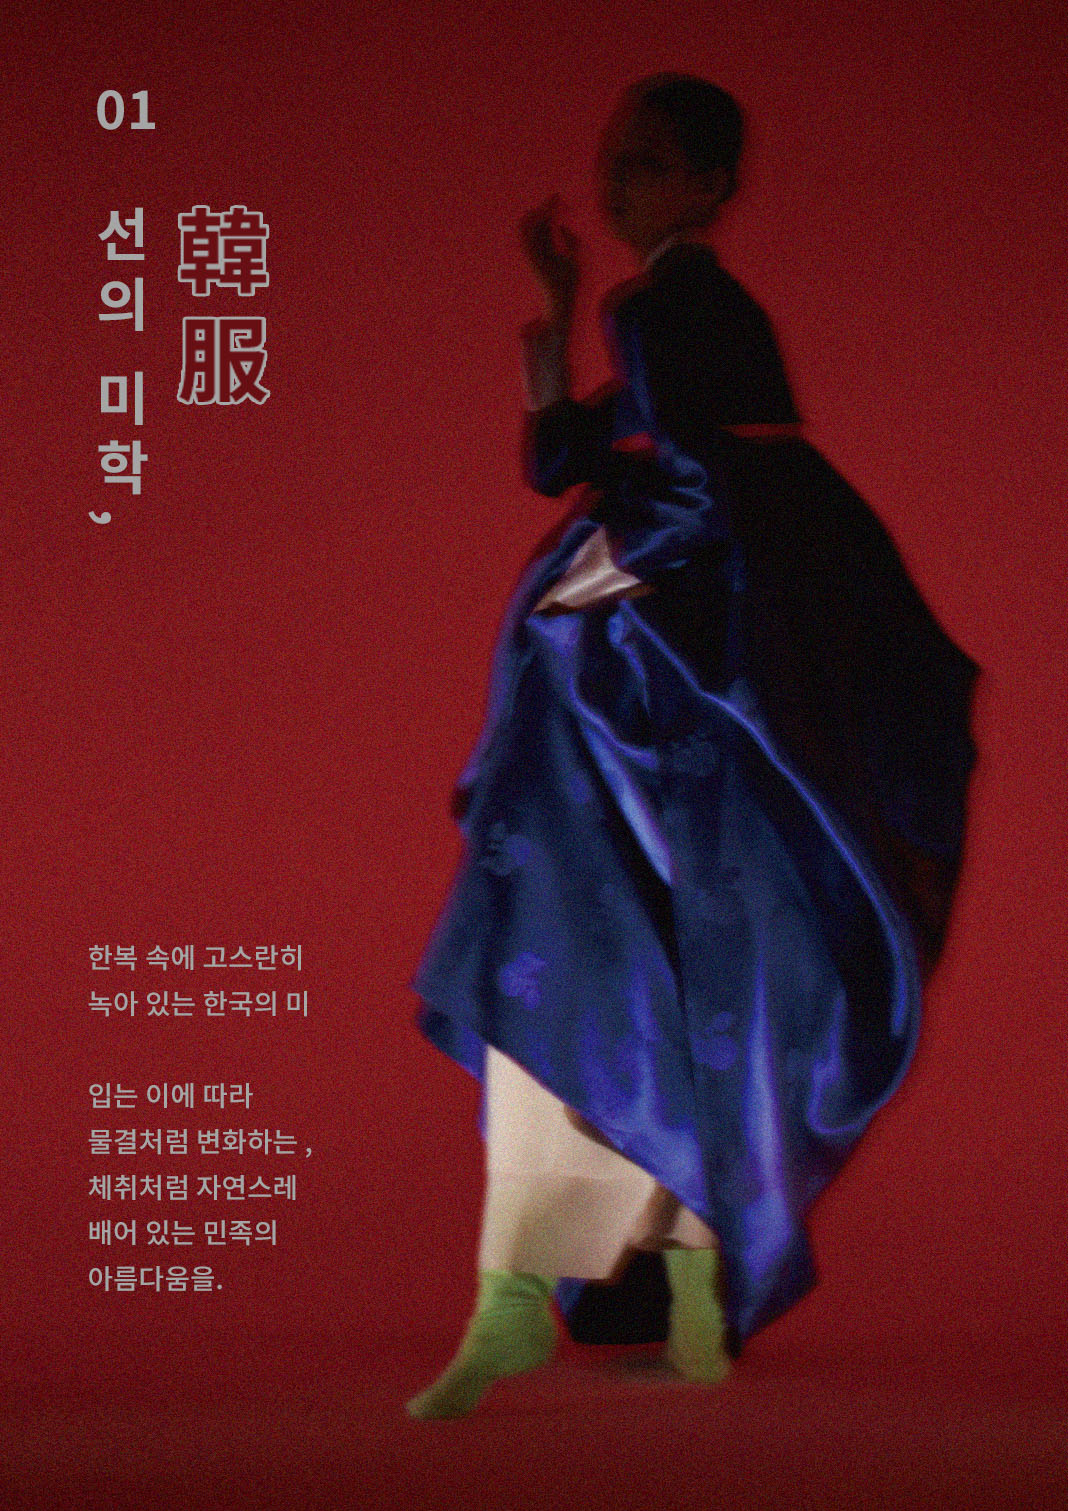 01
선의 미학,
韓服
한복 속에 고스란히
녹아 있는 한국의 미
입는 이에 따라
물결처럼 변화하는 ,
체취처럼 자연스레
배어 있는 민족의
아름다움을.